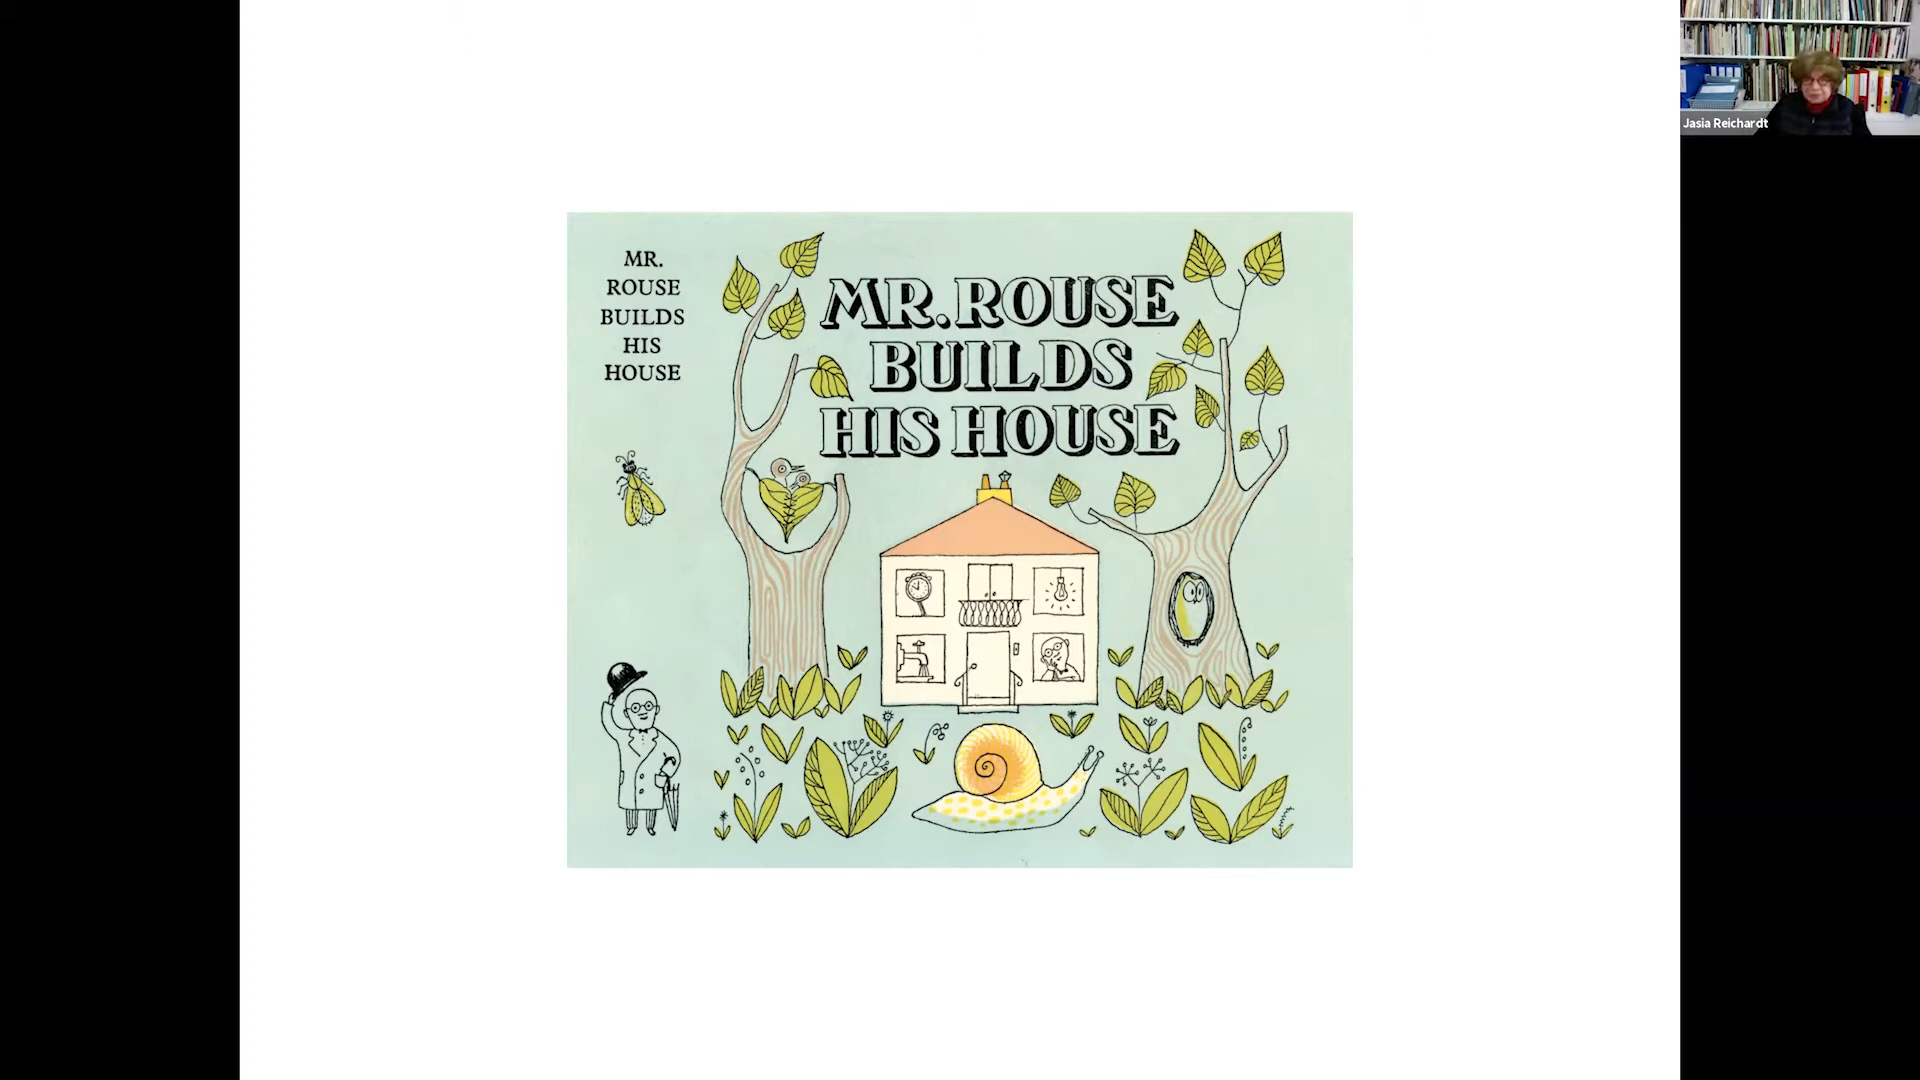 MR.
ROUSE
BUILDS
HIS
HOUSE
MR. ROUSE
BUILDS
HIS HOUSE
Jasia Reichardt